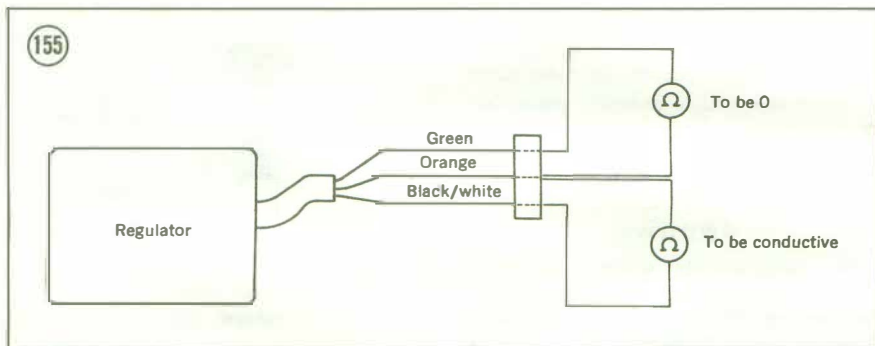 155
Green
Ω
To be 0
Orange
Black/white
Regulator
Ω
To be conductive